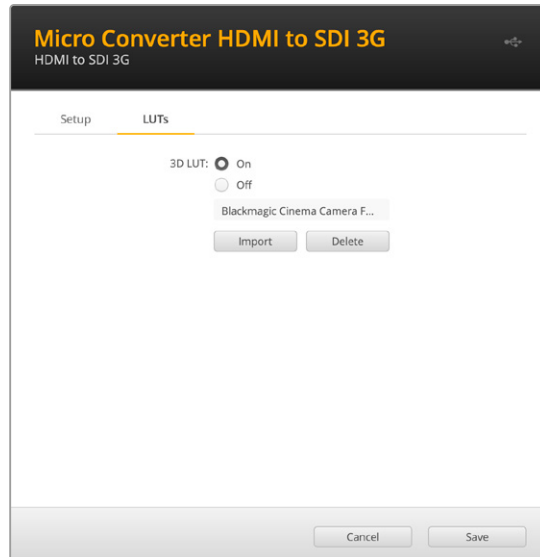 Micro Converter HDMI to SDI 3G
HDMI to SDI 3G
Setup LUTs
3D LUT: On
Off
Blackmagic Cinema Camera F...
Import Delete
Cancel Save